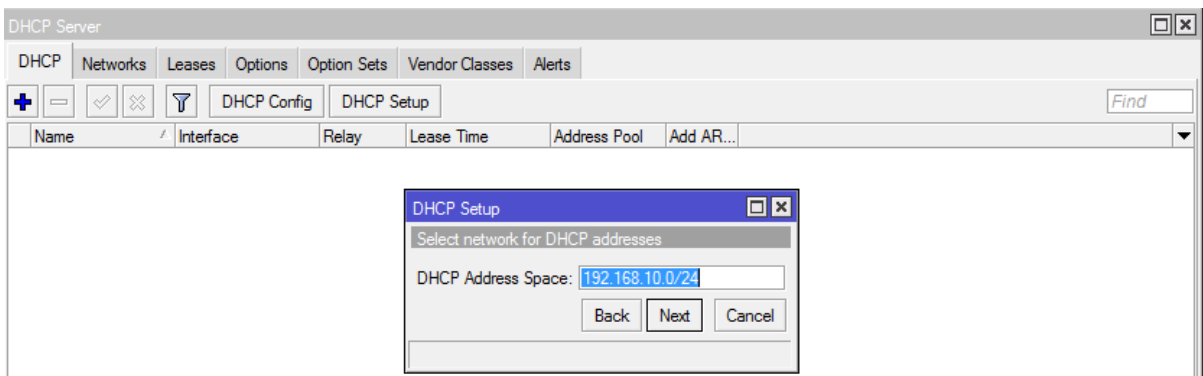 DHCP Server
DHCP Networks Leases Options Option Sets Vendor Classes Alerts
DHCP Config DHCP Setup Find
Name Interface Relay Lease Time Address Pool Add AR...
DHCP Setup
Select network for DHCP addresses
DHCP Address Space: 192.168.10.0/24
Back Next Cancel